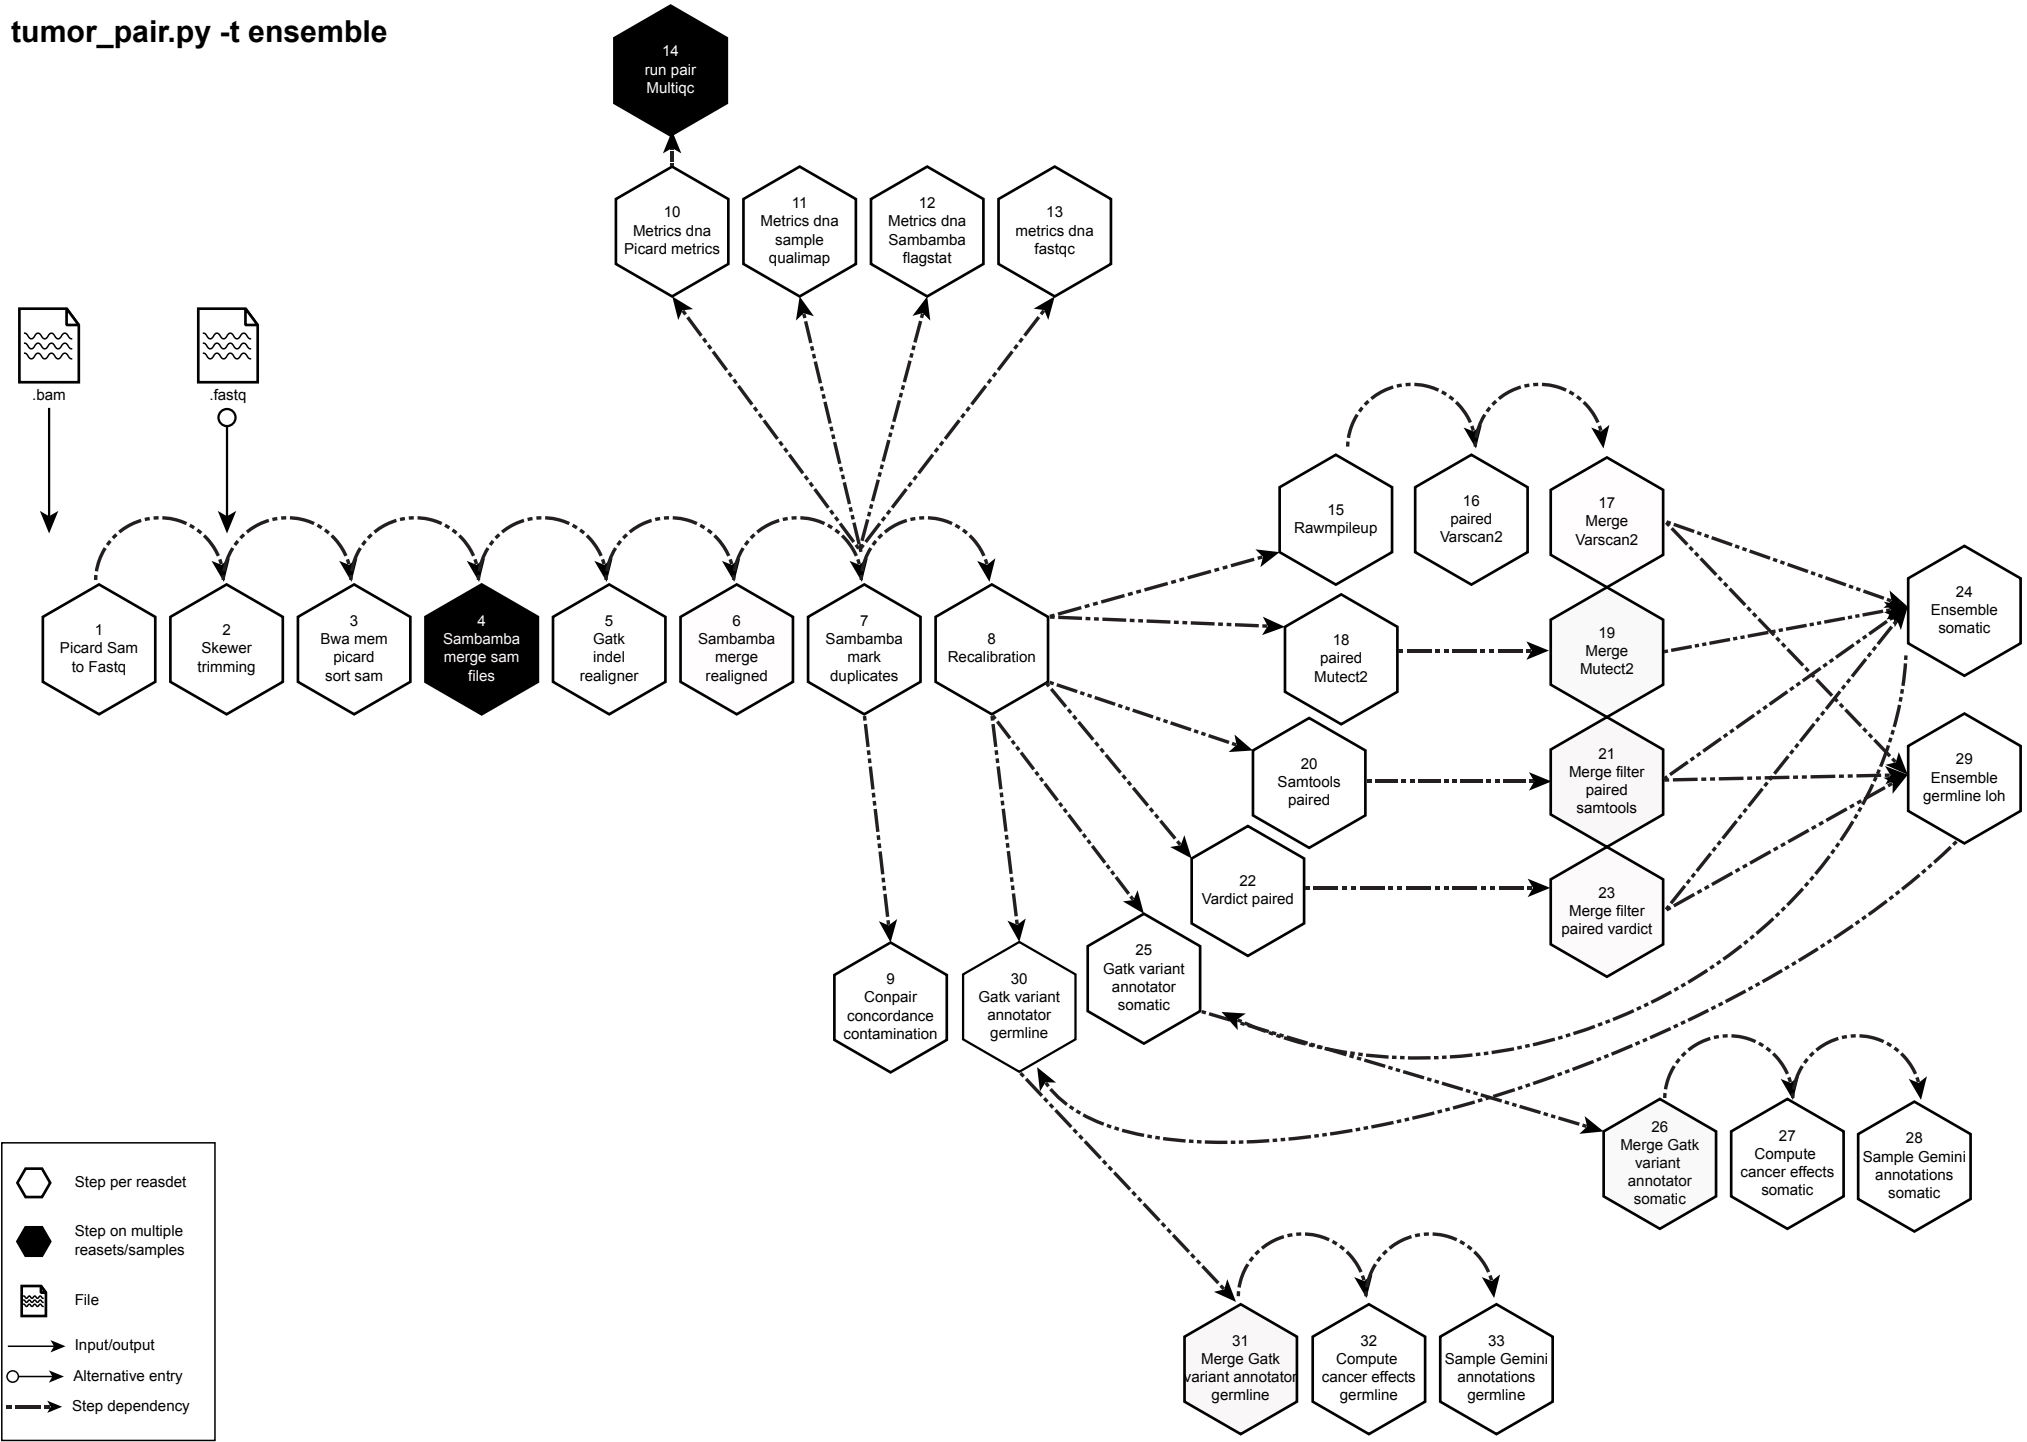 tumor_pair.py -t ensemble
14
run pair
Multiqc
10
Metrics dna
Picard metrics
11
Metrics dna
sample
qualimap
12
Metrics dna
Sambamba
flagstat
13
metrics dna
fastqc
.bam
.fastq
15
Rawmpileup
16
paired
Varscan2
17
Merge
Varscan2
1
Picard Sam
to Fastq
2
Skewer
trimming
3
Bwa mem
picard
sort sam
4
Sambamba
merge sam
files
5
Gatk
indel
realigner
6
Sambamba
merge
realigned
7
Sambamba
mark
duplicates
8
Recalibration
18
paired
Mutect2
19
Merge
Mutect2
24
Ensemble
somatic
20
Samtools
paired
21
Merge filter
paired
samtools
29
Ensemble
germline loh
22
Vardict paired
23
Merge filter
paired vardict
9
Conpair
concordance
contamination
30
Gatk variant
annotator
germline
25
Gatk variant
annotator
somatic
26
Merge Gatk
variant
annotator
somatic
27
Compute
cancer effects
somatic
28
Sample Gemini
annotations
somatic
31
Merge Gatk
variant annotator
germline
32
Compute
cancer effects
germline
33
Sample Gemini
annotations
germline
Step per reasdet
Step on multiple
reasets/samples
File
Input/output
Alternative entry
Step dependency